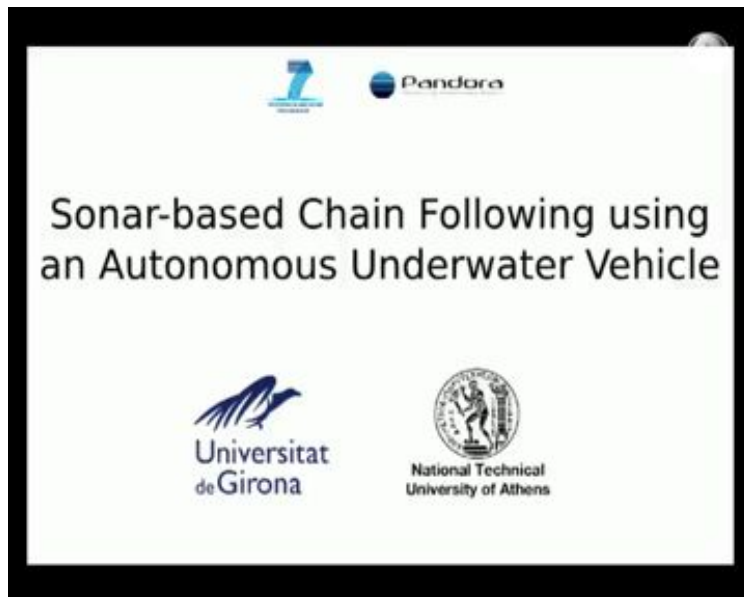 Pandora
Sonar-based Chain Following using
an Autonomous Underwater Vehicle
Universitat
de Girona
National Technical
University of Athens